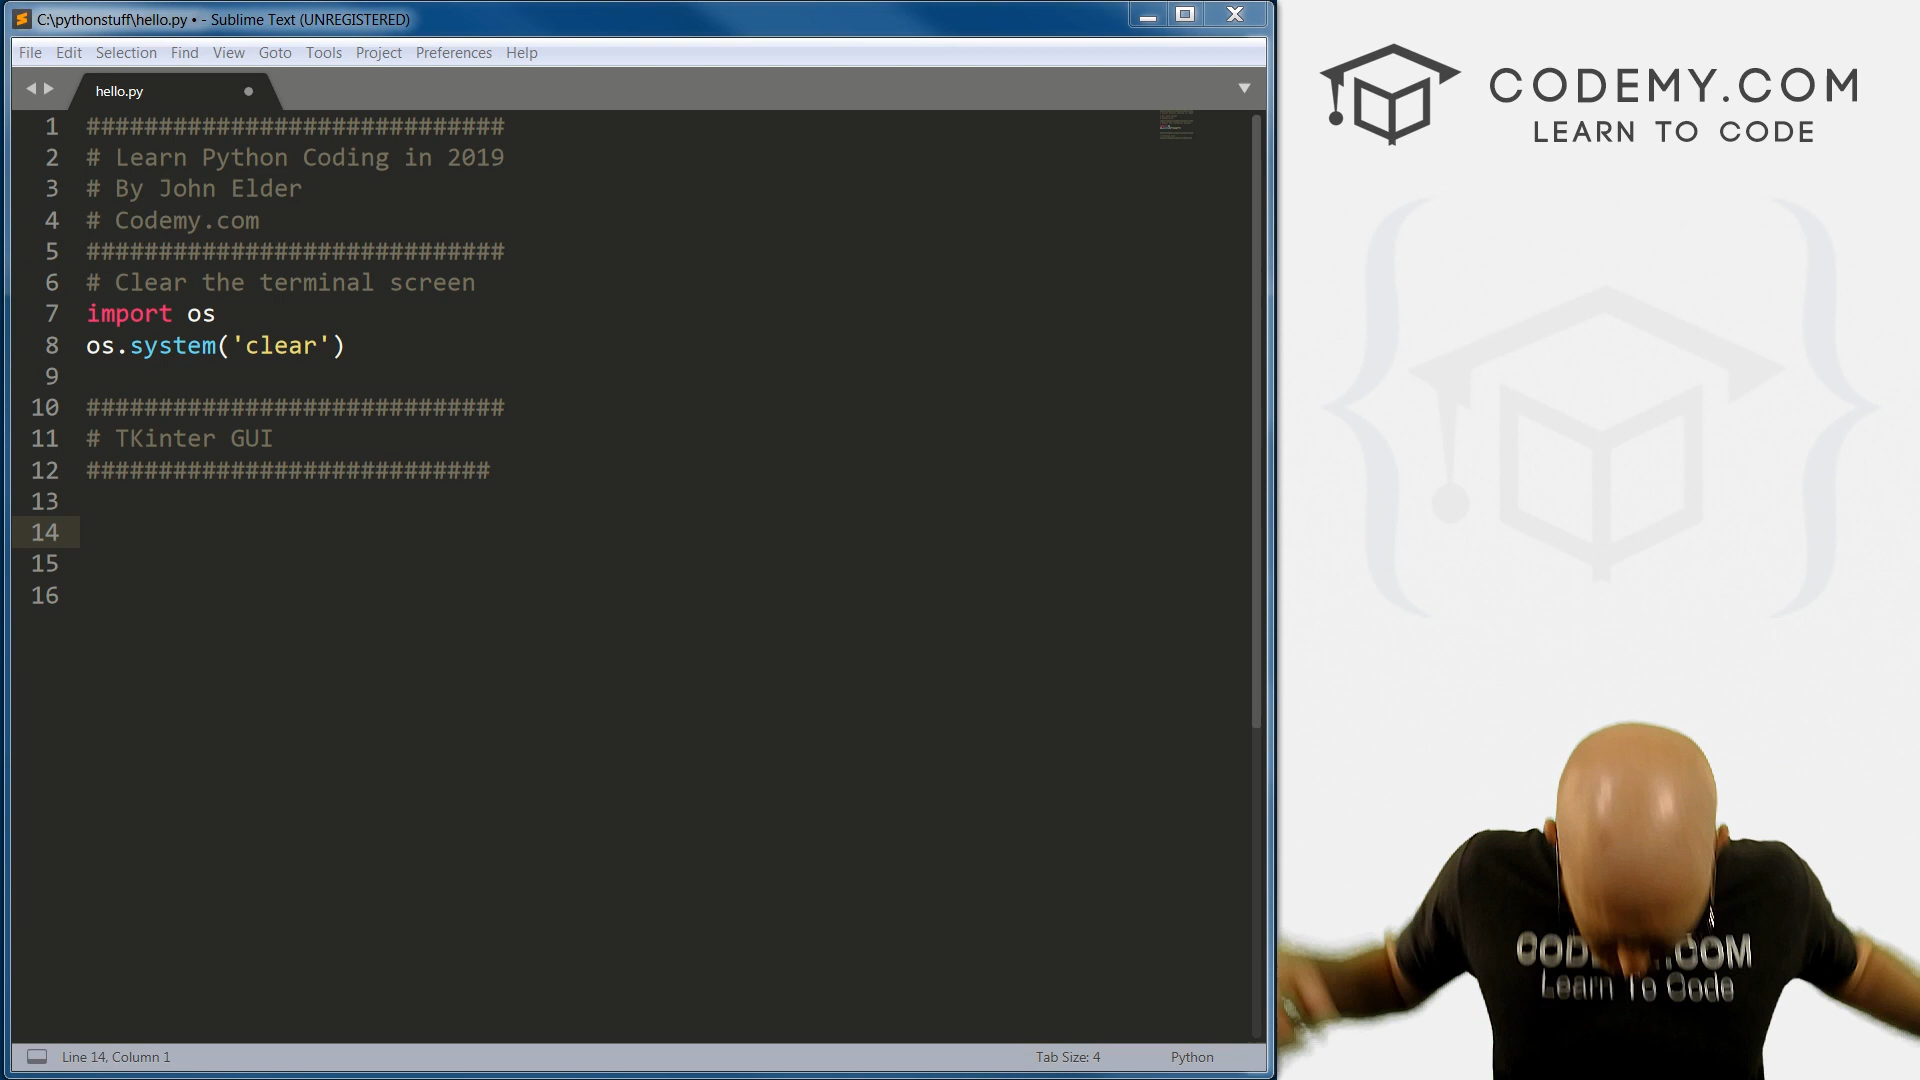 C:\pythonstuff\hello.py • - Sublime Text (UNREGISTERED)
File Edit Selection Find View Goto Tools Project Preferences Help
hello.py
1 #############################
2 # Learn Python Coding in 2019
3 # By John Elder
4 # Codemy.com
5 #############################
6 # Clear the terminal screen
7 import os
8 os.system('clear')
9
10 #############################
11 # TKinter GUI
12 ############################
13
14
15
16
Line 14, Column 1
Tab Size: 4
Python
CODEMY.COM
LEARN TO CODE
Learn To Code